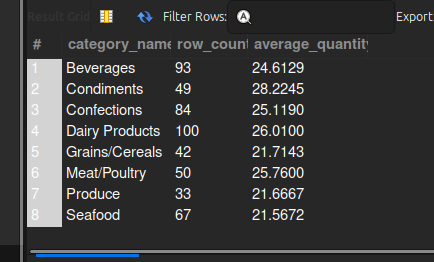 Result Grid Filter Rows: Export
# category_name row_count average_quantity
1 Beverages 93 24.6129
2 Condiments 49 28.2245
3 Confections 84 25.1190
4 Dairy Products 100 26.0100
5 Grains/Cereals 42 21.7143
6 Meat/Poultry 50 25.7600
7 Produce 33 21.6667
8 Seafood 67 21.5672